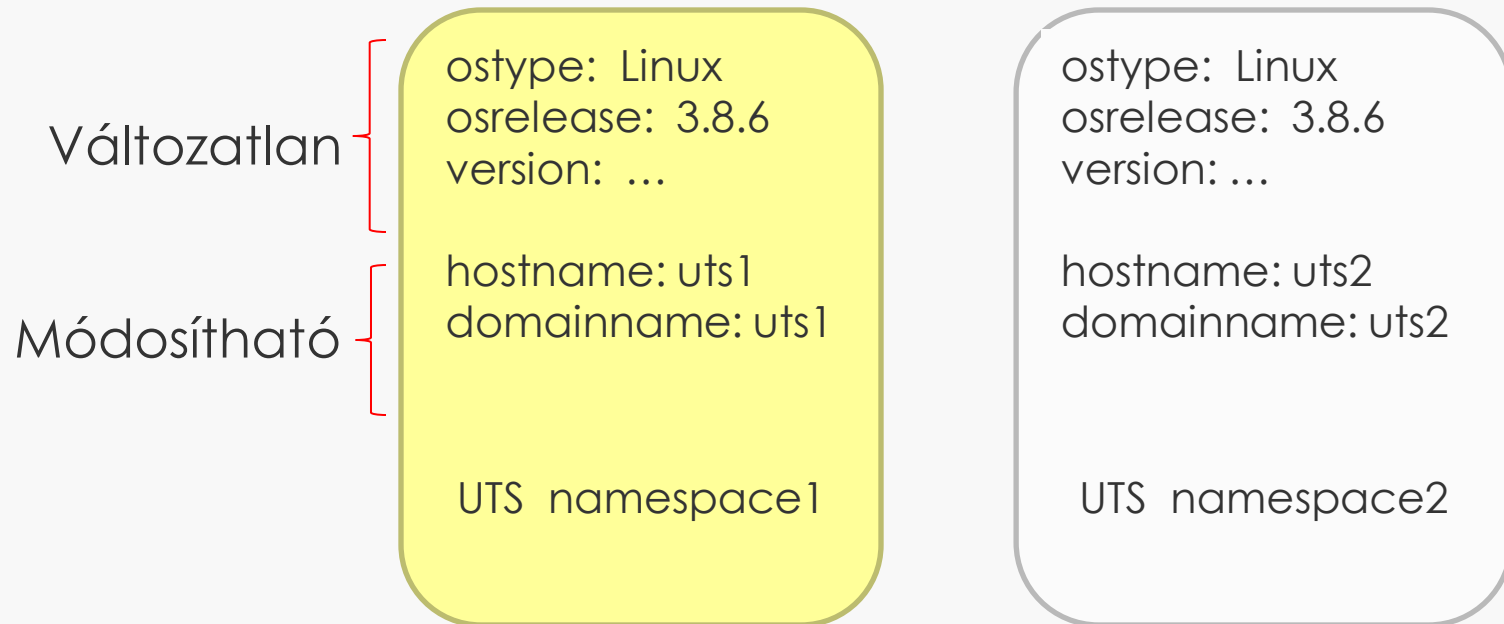 Változatlan
Módosítható
ostype: Linux
osrelease: 3.8.6
version: …
hostname: uts1
domainname: uts1
UTS namespace1
ostype: Linux
osrelease: 3.8.6
version: …
hostname: uts2
domainname: uts2
UTS namespace2